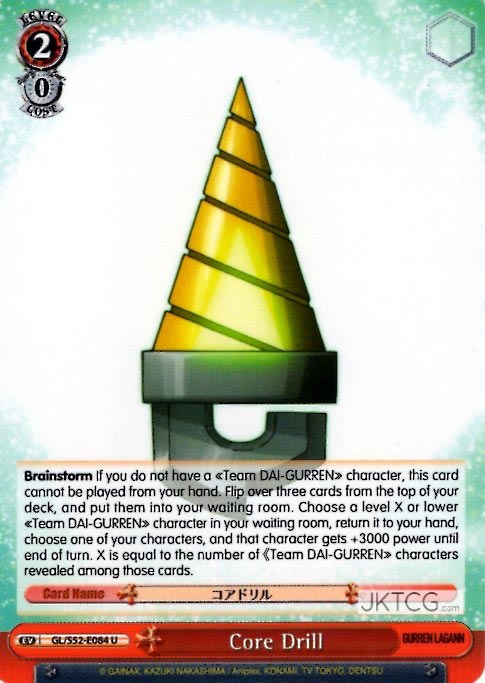 LEVEL
2
0
COST
Brainstorm If you do not have a «Team DAI-GURREN» character, this card
cannot be played from your hand. Flip over three cards from the top of your
deck, and put them into your waiting room. Choose a level X or lower
«Team DAI-GURREN» character in your waiting room, return it to your hand,
choose one of your characters, and that character gets +3000 power until
end of turn. X is equal to the number of 《Team DAI-GURREN》 characters
revealed among those cards.
Card Name コアドリル
JKTCG.com
EV GL/S52-E084 U Core Drill GURREN LAGANN
© GAINAX, KAZUKI NAKASHIMA / Aniplex, KONAMI, TV TOKYO, DENTSU